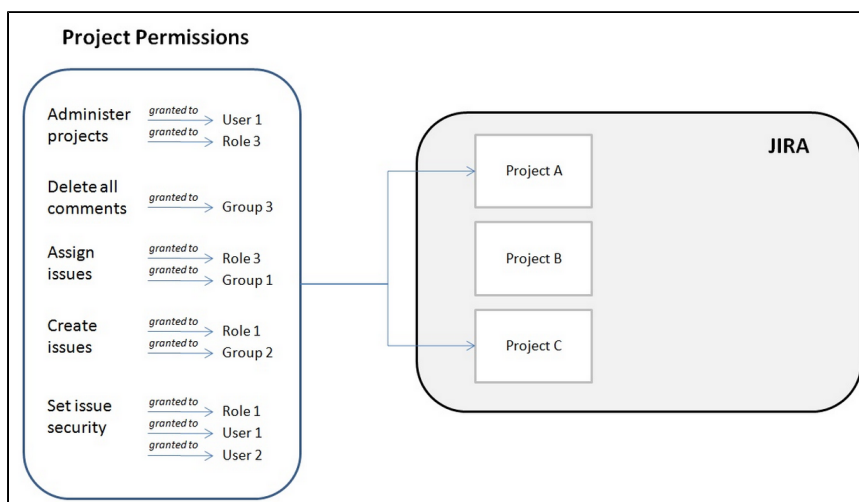 Project Permissions
Administer
projects
granted to
User 1
granted to
Role 3
Delete all
comments
granted to
Group 3
Assign
issues
granted to
Role 3
granted to
Group 1
Create
issues
granted to
Role 1
granted to
Group 2
Set issue
security
granted to
Role 1
granted to
User 1
granted to
User 2
JIRA
Project A
Project B
Project C